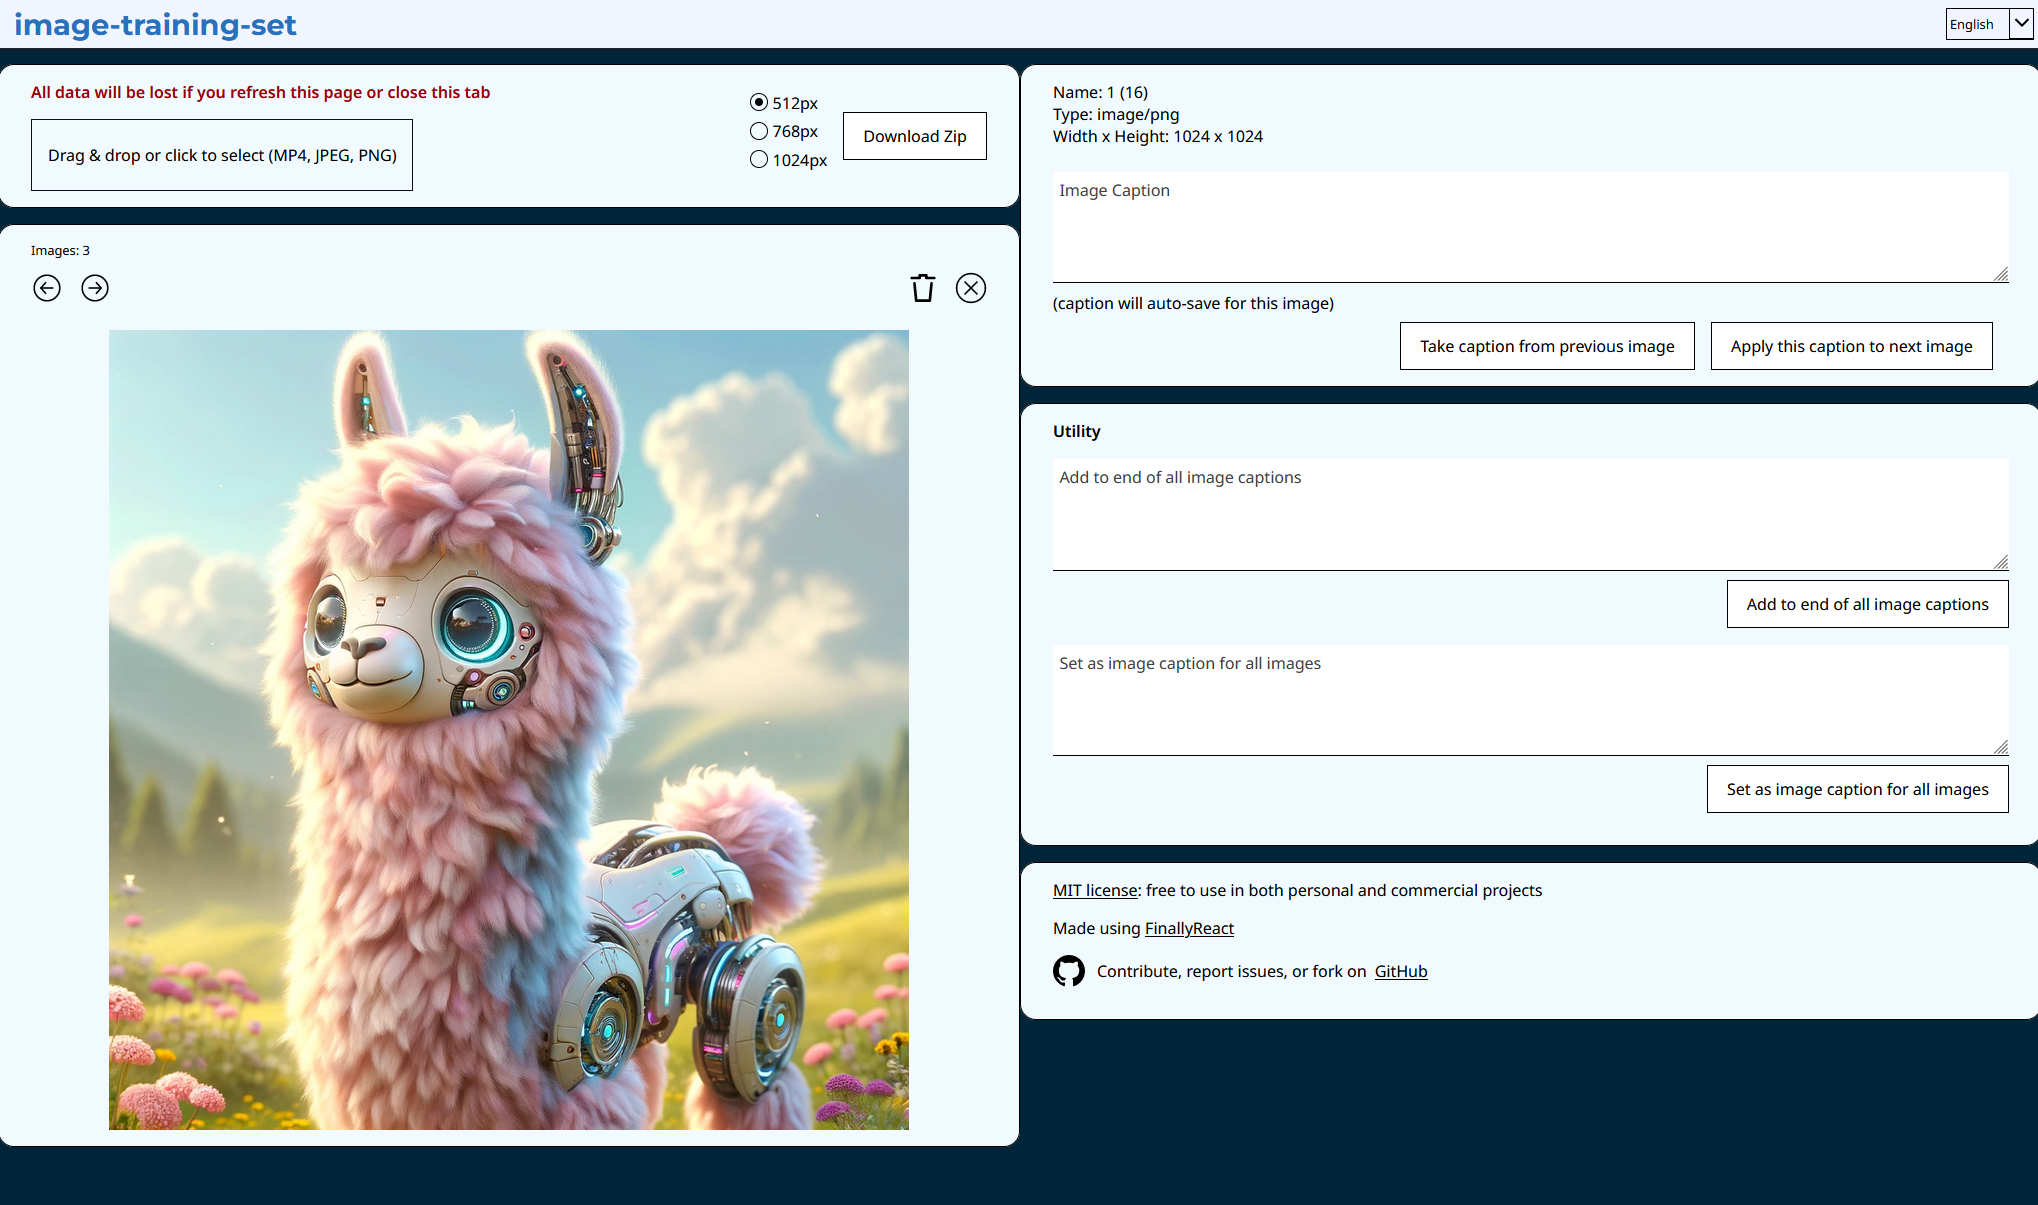 image-training-set
English
All data will be lost if you refresh this page or close this tab
Drag & drop or click to select (MP4, JPEG, PNG)
512px
768px
1024px
Download Zip
Images: 3
Name: 1 (16)
Type: image/png
Width x Height: 1024 x 1024
Image Caption
(caption will auto-save for this image)
Take caption from previous image
Apply this caption to next image
Utility
Add to end of all image captions
Add to end of all image captions
Set as image caption for all images
Set as image caption for all images
MIT license: free to use in both personal and commercial projects
Made using FinallyReact
Contribute, report issues, or fork on GitHub